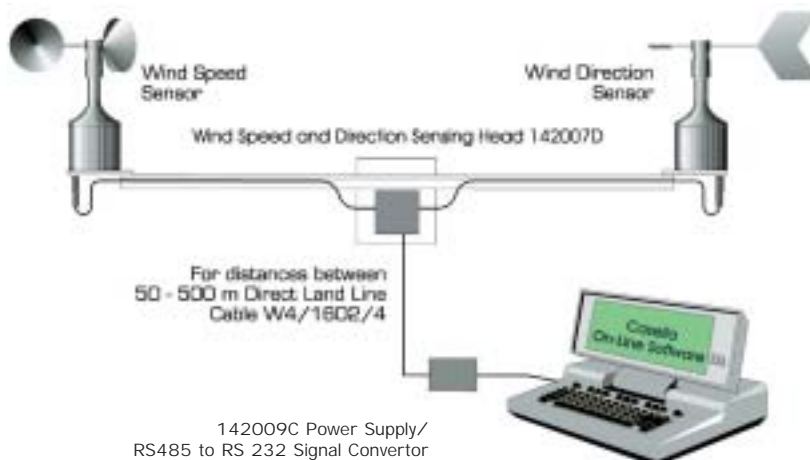 Wind Speed
Sensor
Wind Direction
Sensor
Wind Speed and Direction Sensing Head 142007D
For distances between
50 - 500 m Direct Land Line
Cable W4/1602/4
Casella
On-Line Software
142009C Power Supply/
RS485 to RS 232 Signal Convertor